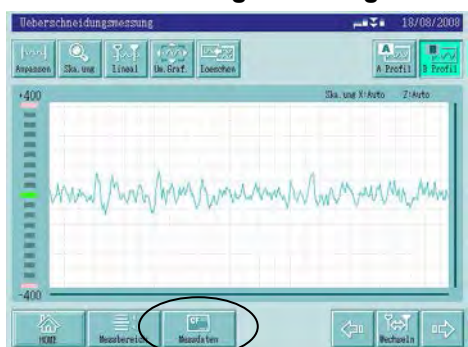 Ueberschneidungsmessung 18/08/2008
Anpassen Ska.ung Lineal Um.Graf. Loeschen A Profil B Profil
+400 Ska.ung X:Auto Z:Auto
-400
HOME Messbereich CF Messdaten Wechseln